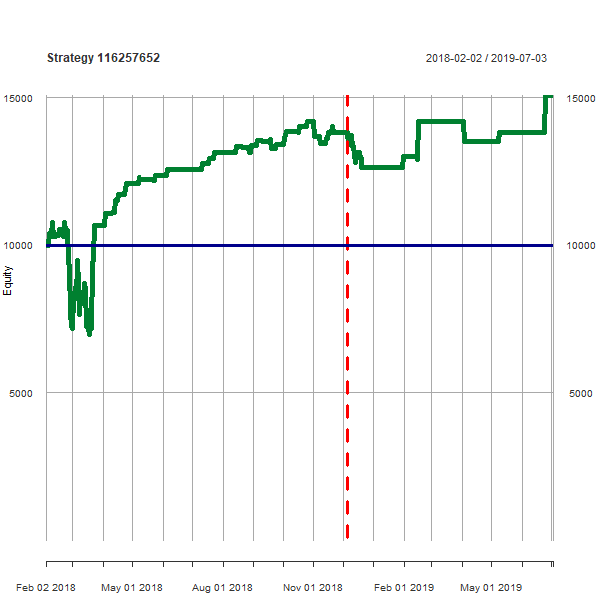 Strategy 116257652
2018-02-02 / 2019-07-03
15000 15000
10000 10000
Equity
5000 5000
Feb 02 2018 May 01 2018 Aug 01 2018 Nov 01 2018 Feb 01 2019 May 01 2019